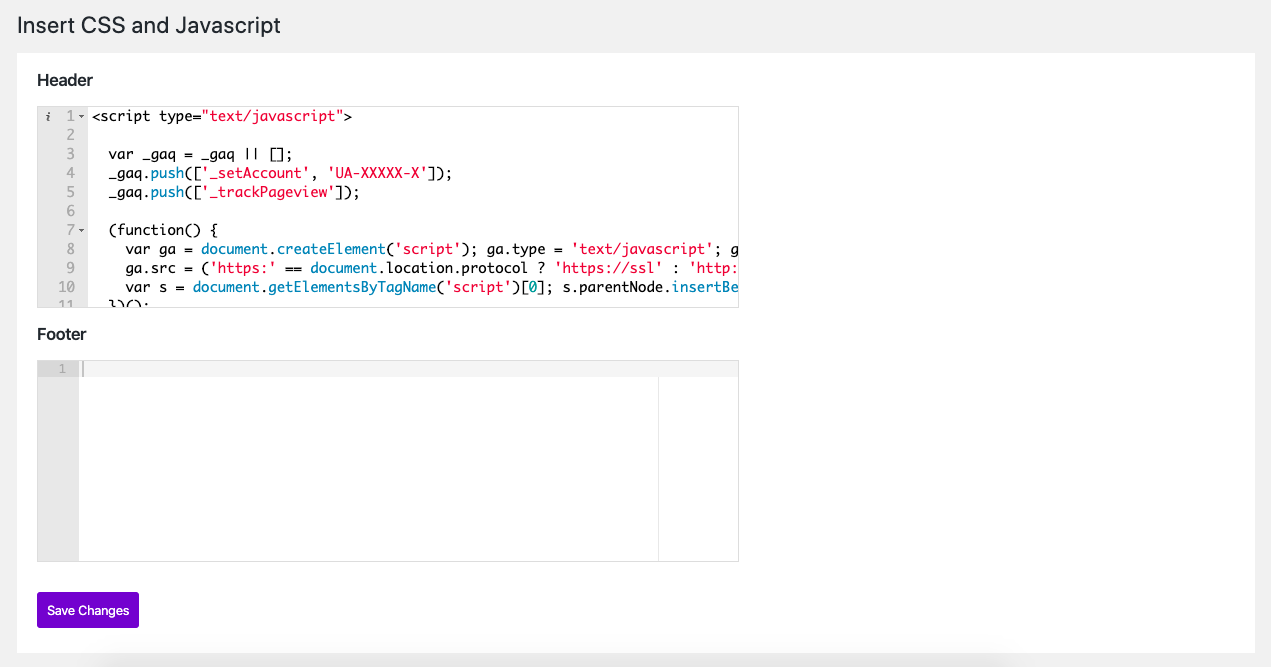 Insert CSS and Javascript
Header
i 1 <script type="text/javascript">
2
3 var _gaq = _gaq || [];
4 _gaq.push(['_setAccount', 'UA-XXXXX-X']);
5 _gaq.push(['_trackPageview']);
6
7 (function() {
8 var ga = document.createElement('script'); ga.type = 'text/javascript'; g
9 ga.src = ('https:' == document.location.protocol ? 'https://ssl' : 'http:
10 var s = document.getElementsByTagName('script')[0]; s.parentNode.insertBe
11 })();
Footer
1
Save Changes